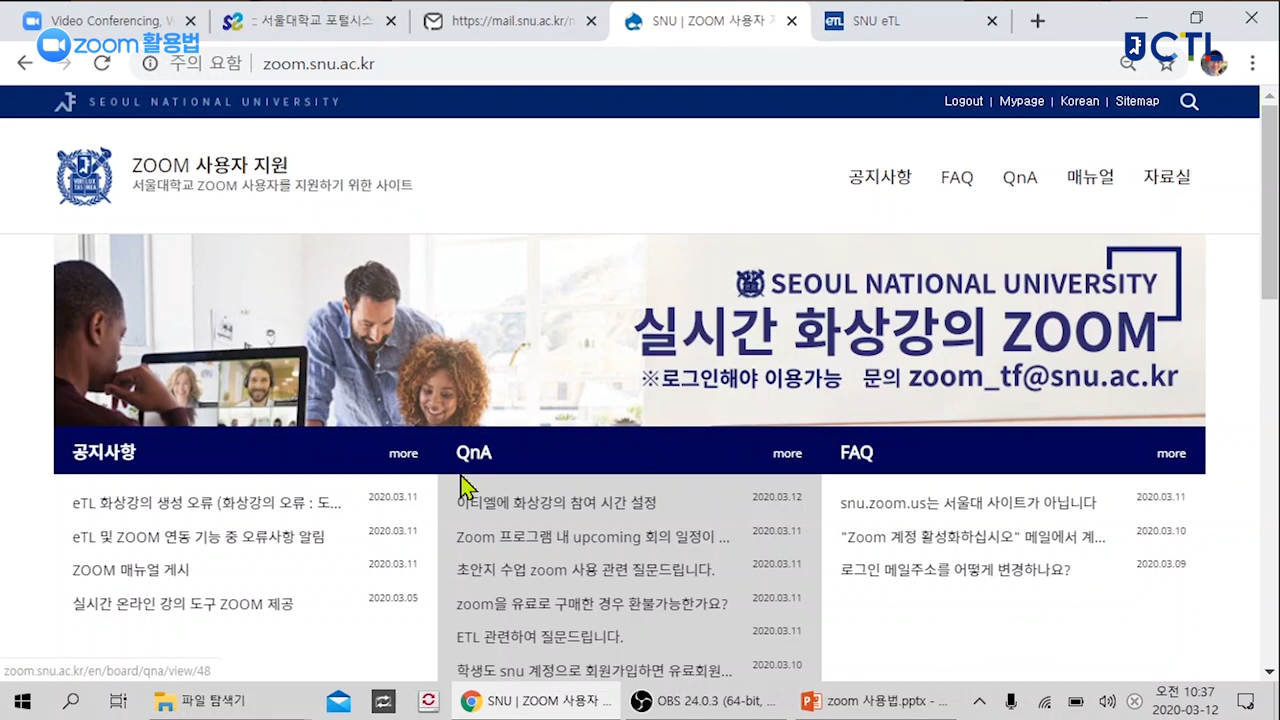 Video Conferencing, V
서울대학교 포털시스
https://mail.snu.ac.kr/n
SNU | ZOOM 사용자 지
SNU eTL
zoom 활용법
CTL
주의 요함
zoom.snu.ac.kr
SEOUL NATIONAL UNIVERSITY
Logout | Mypage | Korean | Sitemap
ZOOM 사용자 지원
서울대학교 ZOOM 사용자를 지원하기 위한 사이트
공지사항 FAQ QnA 매뉴얼 자료실
SEOUL NATIONAL UNIVERSITY
실시간 화상강의 ZOOM
※로그인해야 이용가능 문의 zoom_tf@snu.ac.kr
공지사항 more
eTL 화상강의 생성 오류 (화상강의 오류 : 도... 2020.03.11
eTL 및 ZOOM 연동 기능 중 오류사항 알림 2020.03.11
ZOOM 매뉴얼 게시 2020.03.11
실시간 온라인 강의 도구 ZOOM 제공 2020.03.05
QnA more
이티엘에 화상강의 참여 시간 설정 2020.03.12
Zoom 프로그램 내 upcoming 회의 일정이 ... 2020.03.11
초안지 수업 zoom 사용 관련 질문드립니다. 2020.03.11
zoom을 유료로 구매한 경우 환불가능한가요? 2020.03.11
ETL 관련하여 질문드립니다. 2020.03.11
학생도 snu 계정으로 회원가입하면 유료회원... 2020.03.10
FAQ more
snu.zoom.us는 서울대 사이트가 아닙니다 2020.03.11
"Zoom 계정 활성화하십시오" 메일에서 계... 2020.03.10
로그인 메일주소를 어떻게 변경하나요? 2020.03.09
zoom.snu.ac.kr/en/board/qna/view/48
파일 탐색기
SNU | ZOOM 사용자 ...
OBS 24.0.3 (64-bit, ...
zoom 사용법.pptx - ...
오전 10:37
2020-03-12